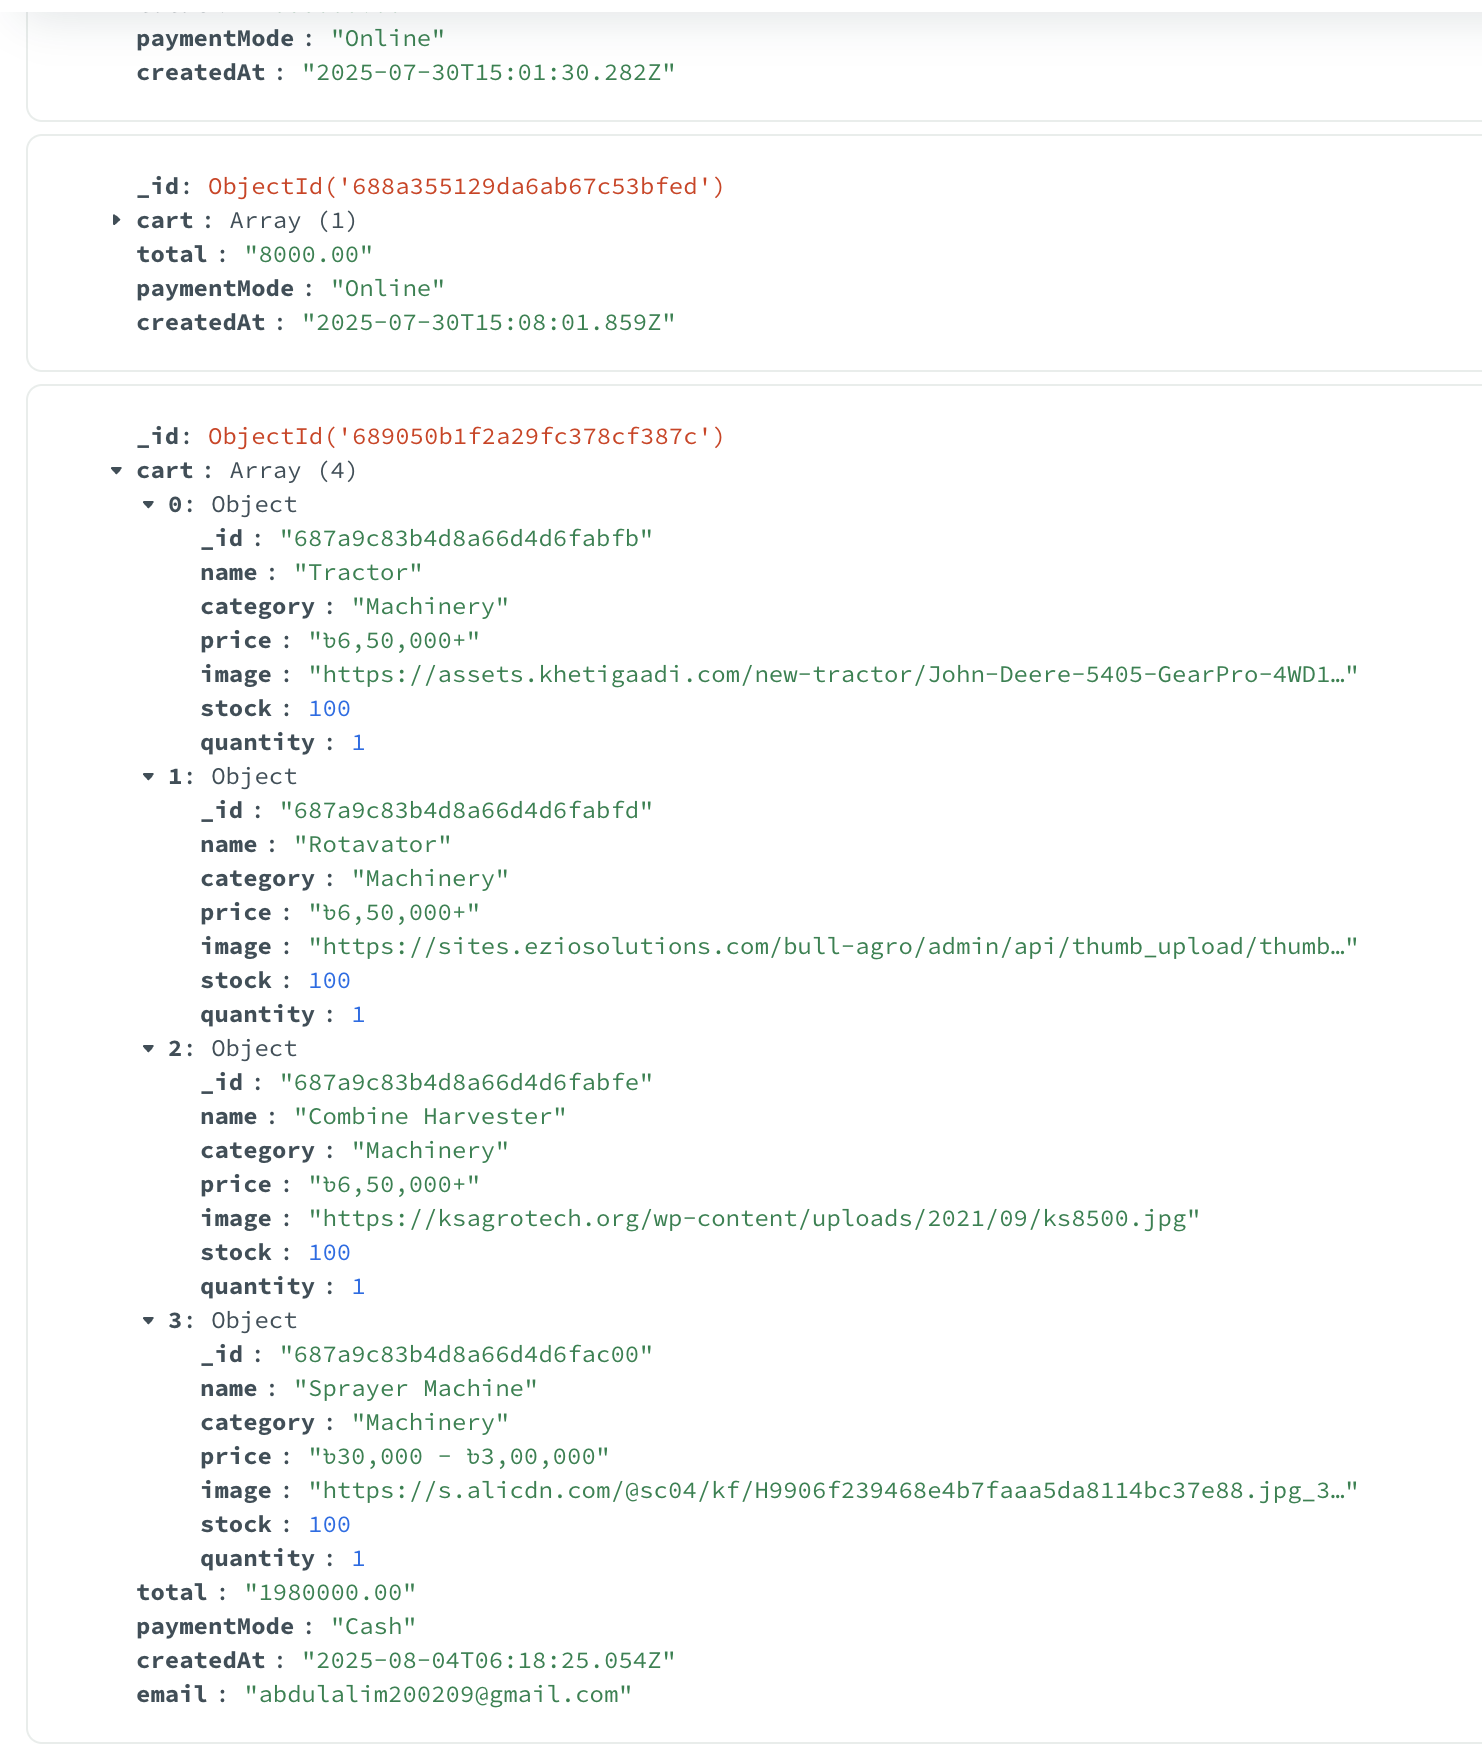 paymentMode : "Online"
createdAt : "2025-07-30T15:01:30.282Z"
_id: ObjectId('688a355129da6ab67c53bfed')
cart : Array (1)
total : "8000.00"
paymentMode : "Online"
createdAt : "2025-07-30T15:08:01.859Z"
_id: ObjectId('689050b1f2a29fc378cf387c')
cart : Array (4)
0: Object
_id : "687a9c83b4d8a66d4d6fabfb"
name : "Tractor"
category : "Machinery"
price : "৳6,50,000+"
image : "https://assets.khetigaadi.com/new-tractor/John-Deere-5405-GearPro-4WD1…"
stock : 100
quantity : 1
1: Object
_id : "687a9c83b4d8a66d4d6fabfd"
name : "Rotavator"
category : "Machinery"
price : "৳6,50,000+"
image : "https://sites.eziosolutions.com/bull-agro/admin/api/thumb_upload/thumb…"
stock : 100
quantity : 1
2: Object
_id : "687a9c83b4d8a66d4d6fabfe"
name : "Combine Harvester"
category : "Machinery"
price : "৳6,50,000+"
image : "https://ksagrotech.org/wp-content/uploads/2021/09/ks8500.jpg"
stock : 100
quantity : 1
3: Object
_id : "687a9c83b4d8a66d4d6fac00"
name : "Sprayer Machine"
category : "Machinery"
price : "৳30,000 - ৳3,00,000"
image : "https://s.alicdn.com/@sc04/kf/H9906f239468e4b7faaa5da8114bc37e88.jpg_3…"
stock : 100
quantity : 1
total : "1980000.00"
paymentMode : "Cash"
createdAt : "2025-08-04T06:18:25.054Z"
email : "abdulalim200209@gmail.com"